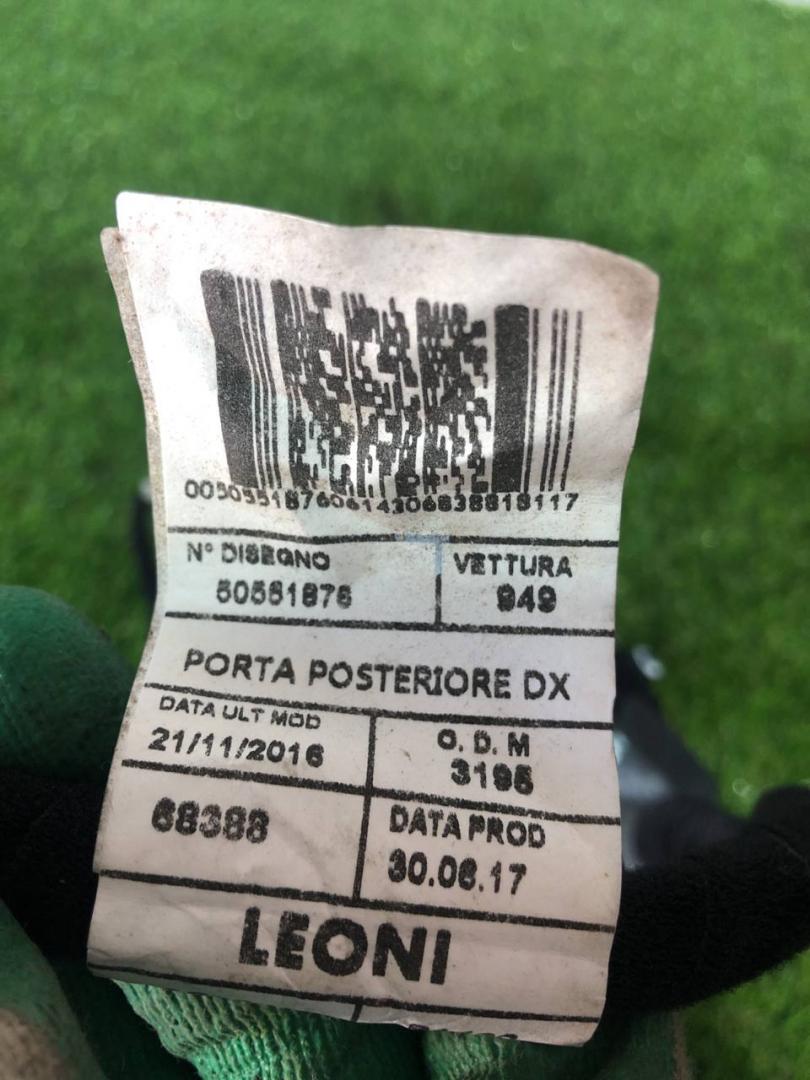 005055187606143066838818117
N° DISEGNO
50551876
VETTURA
949
PORTA POSTERIORE DX
DATA ULT MOD
21/11/2016
O. D. M
3195
68388
DATA PROD
30.06.17
LEONI